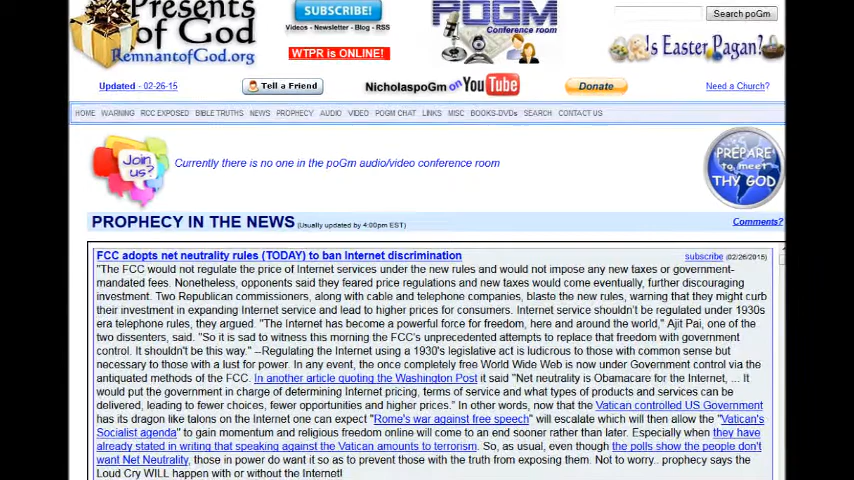 Presents
of God
RemnantofGod.org
SUBSCRIBE!
Videos - Newsletter - Blog - RSS
WTPR is ONLINE!
POGM
Conference room
Search poGm
Is Easter Pagan?
Updated - 02-26-15
Tell a Friend
NicholaspoGm on YouTube
Donate
Need a Church?
HOME WARNING RCC EXPOSED BIBLE TRUTHS NEWS PROPHECY AUDIO VIDEO POGM CHAT LINKS MISC BOOKS-DVDs SEARCH CONTACT US
Join us?
Currently there is no one in the poGm audio/video conference room
PREPARE
to meet
THY GOD
PROPHECY IN THE NEWS (Usually updated by 4:00pm EST)
Comments?
FCC adopts net neutrality rules (TODAY) to ban Internet discrimination subscribe (02/26/2015)
"The FCC would not regulate the price of Internet services under the new rules and would not impose any new taxes or government-
mandated fees. Nonetheless, opponents said they feared price regulations and new taxes would come eventually, further discouraging
investment. Two Republican commissioners, along with cable and telephone companies, blaste the new rules, warning that they might curb
their investment in expanding Internet service and lead to higher prices for consumers. Internet service shouldn't be regulated under 1930s
era telephone rules, they argued. "The Internet has become a powerful force for freedom, here and around the world," Ajit Pai, one of the
two dissenters, said. "So it is sad to witness this morning the FCC's unprecedented attempts to replace that freedom with government
control. It shouldn't be this way." --Regulating the Internet using a 1930's legislative act is ludicrous to those with common sense but
necessary to those with a lust for power. In any event, the once completely free World Wide Web is now under Government control via the
antiquated methods of the FCC. In another article quoting the Washington Post it said "Net neutrality is Obamacare for the Internet, ... It
would put the government in charge of determining Internet pricing, terms of service and what types of products and services can be
delivered, leading to fewer choices, fewer opportunities and higher prices." In other words, now that the Vatican controlled US Government
has its dragon like talons on the Internet one can expect "Rome's war against free speech" will escalate which will then allow the "Vatican's
Socialist agenda" to gain momentum and religious freedom online will come to an end sooner rather than later. Especially when they have
already stated in writing that speaking against the Vatican amounts to terrorism. So, as usual, even though the polls show the people don't
want Net Neutrality, those in power do want it so as to prevent those with the truth from exposing them. Not to worry.. prophecy says the
Loud Cry WILL happen with or without the Internet!